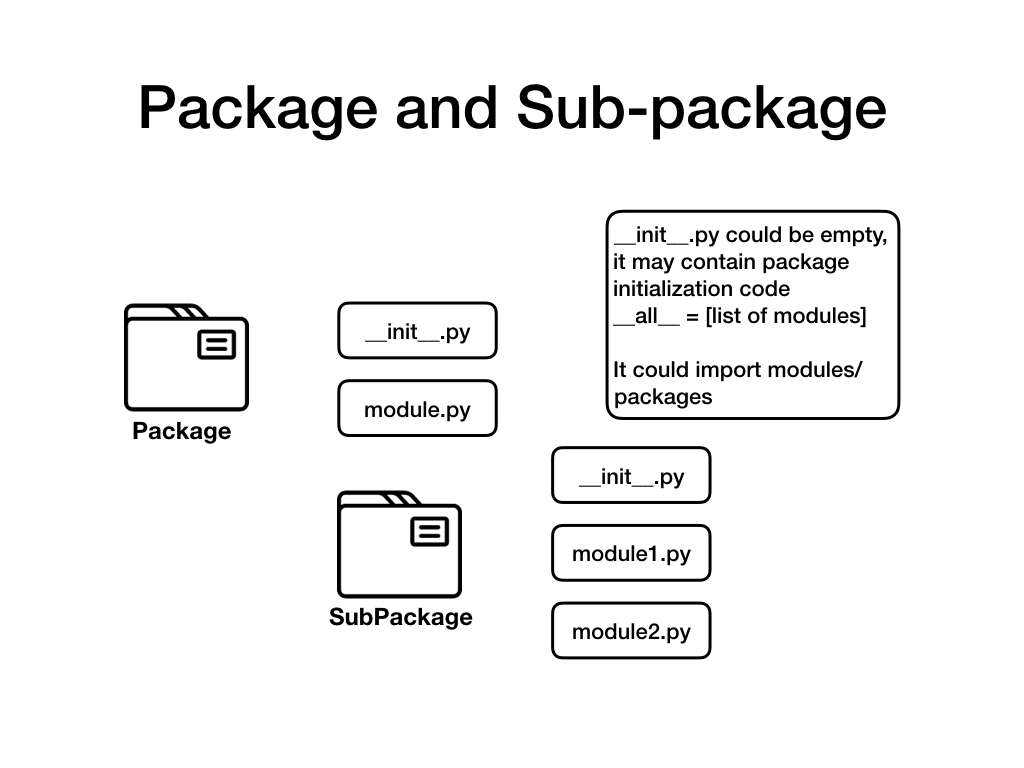 Package and Sub-package
__init__.py could be empty,
it may contain package
initialization code
__all__ = [list of modules]
It could import modules/
packages
__init__.py
module.py
Package
__init__.py
module1.py
module2.py
SubPackage